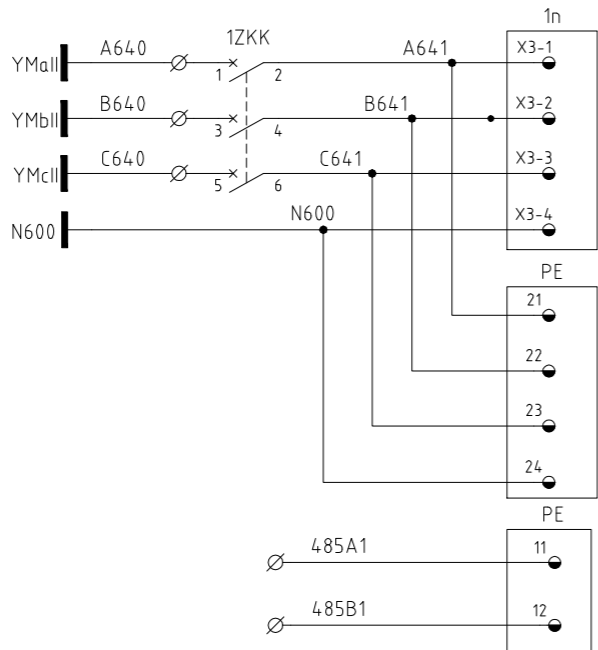 1n
1ZKK
YMaII A640 1 2 A641 X3-1
YMbII B640 3 4 B641 X3-2
YMcII C640 5 6 C641 X3-3
N600 N600 X3-4
PE
21
22
23
24
PE
485A1 11
485B1 12